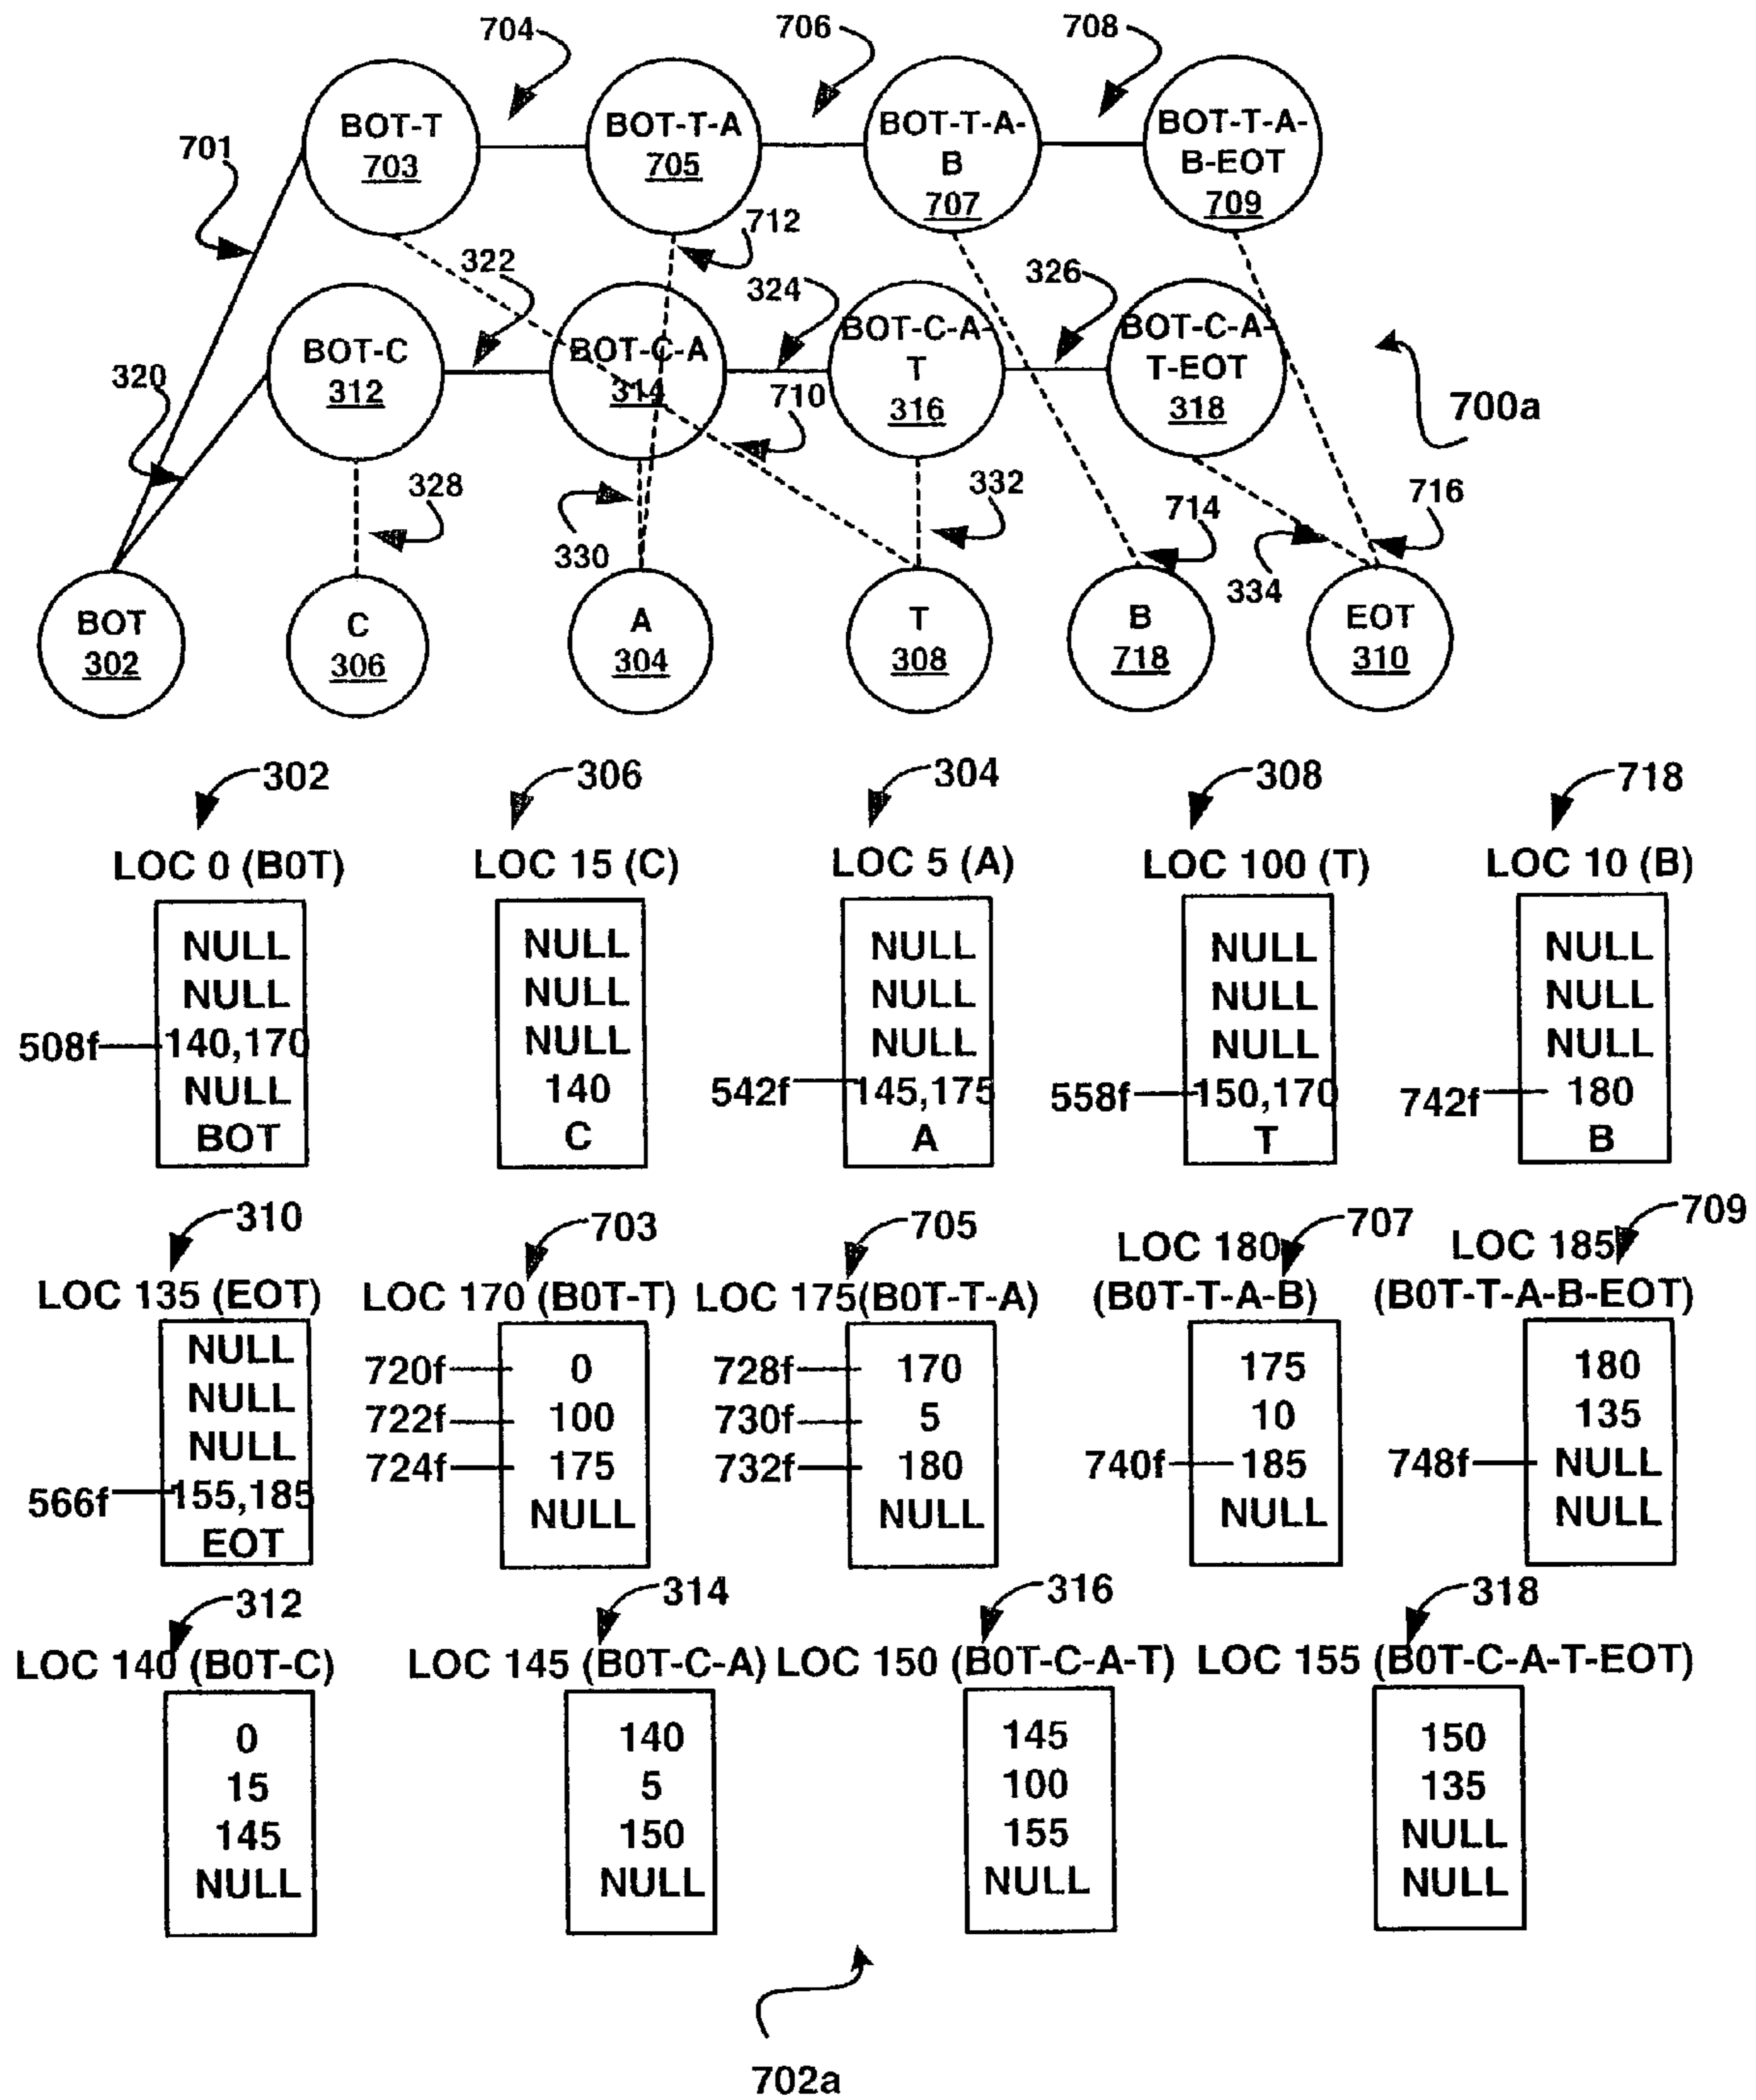 704
706
708
BOT-T
703
BOT-T-A
705
BOT-T-A-
B
707
BOT-T-A-
B-EOT
709
701
712
322
324
326
BOT-C
312
BOT-C-A
314
BOT-C-A-
T
316
BOT-C-A-
T-EOT
318
320
710
700a
328
330
332
714
716
334
BOT
302
C
306
A
304
T
308
B
718
EOT
310
302
306
304
308
718
LOC 0 (B0T)
LOC 15 (C)
LOC 5 (A)
LOC 100 (T)
LOC 10 (B)
NULL
NULL
508f
140,170
NULL
BOT
NULL
NULL
NULL
140
C
NULL
NULL
NULL
542f
145,175
A
NULL
NULL
NULL
558f
150,170
T
NULL
NULL
NULL
742f
180
B
310
703
705
707
709
LOC 135 (EOT)
LOC 170 (B0T-T)
LOC 175(B0T-T-A)
LOC 180
(B0T-T-A-B)
LOC 185
(B0T-T-A-B-EOT)
NULL
NULL
NULL
566f
155,185
EOT
720f
0
722f
100
724f
175
NULL
728f
170
730f
5
732f
180
NULL
175
10
740f
185
NULL
180
135
748f
NULL
NULL
312
314
316
318
LOC 140 (B0T-C)
LOC 145 (B0T-C-A)
LOC 150 (B0T-C-A-T)
LOC 155 (B0T-C-A-T-EOT)
0
15
145
NULL
140
5
150
NULL
145
100
155
NULL
150
135
NULL
NULL
702a